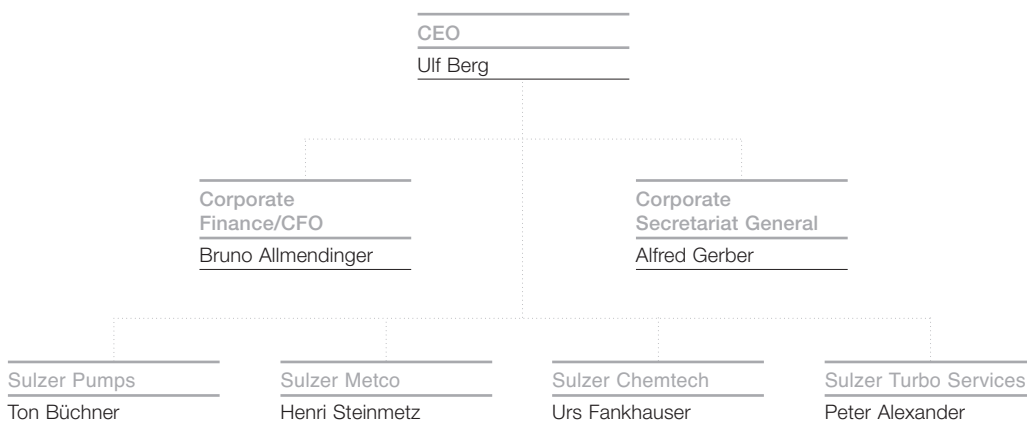 CEO
Ulf Berg
Corporate
Finance/CFO
Bruno Allmendinger
Corporate
Secretariat General
Alfred Gerber
Sulzer Pumps
Ton Büchner
Sulzer Metco
Henri Steinmetz
Sulzer Chemtech
Urs Fankhauser
Sulzer Turbo Services
Peter Alexander